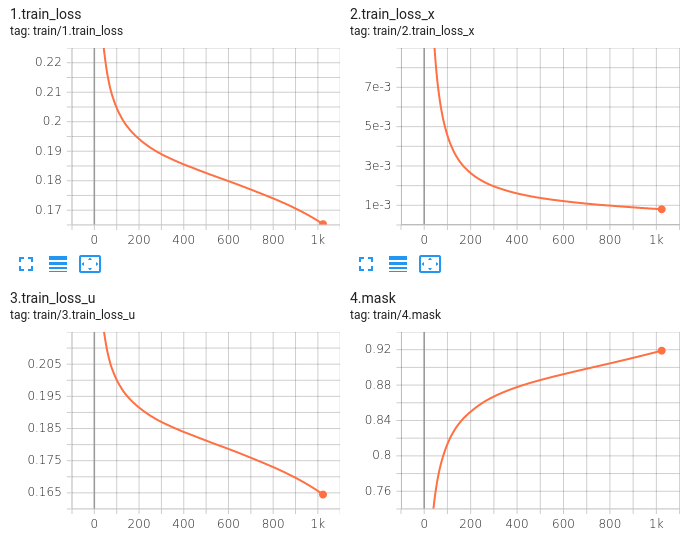 1.train_loss
tag: train/1.train_loss
0.22
0.21
0.2
0.19
0.18
0.17
0 200 400 600 800 1k
2.train_loss_x
tag: train/2.train_loss_x
7e-3
5e-3
3e-3
1e-3
0 200 400 600 800 1k
3.train_loss_u
tag: train/3.train_loss_u
0.205
0.195
0.185
0.175
0.165
0 200 400 600 800 1k
4.mask
tag: train/4.mask
0.92
0.88
0.84
0.8
0.76
0 200 400 600 800 1k